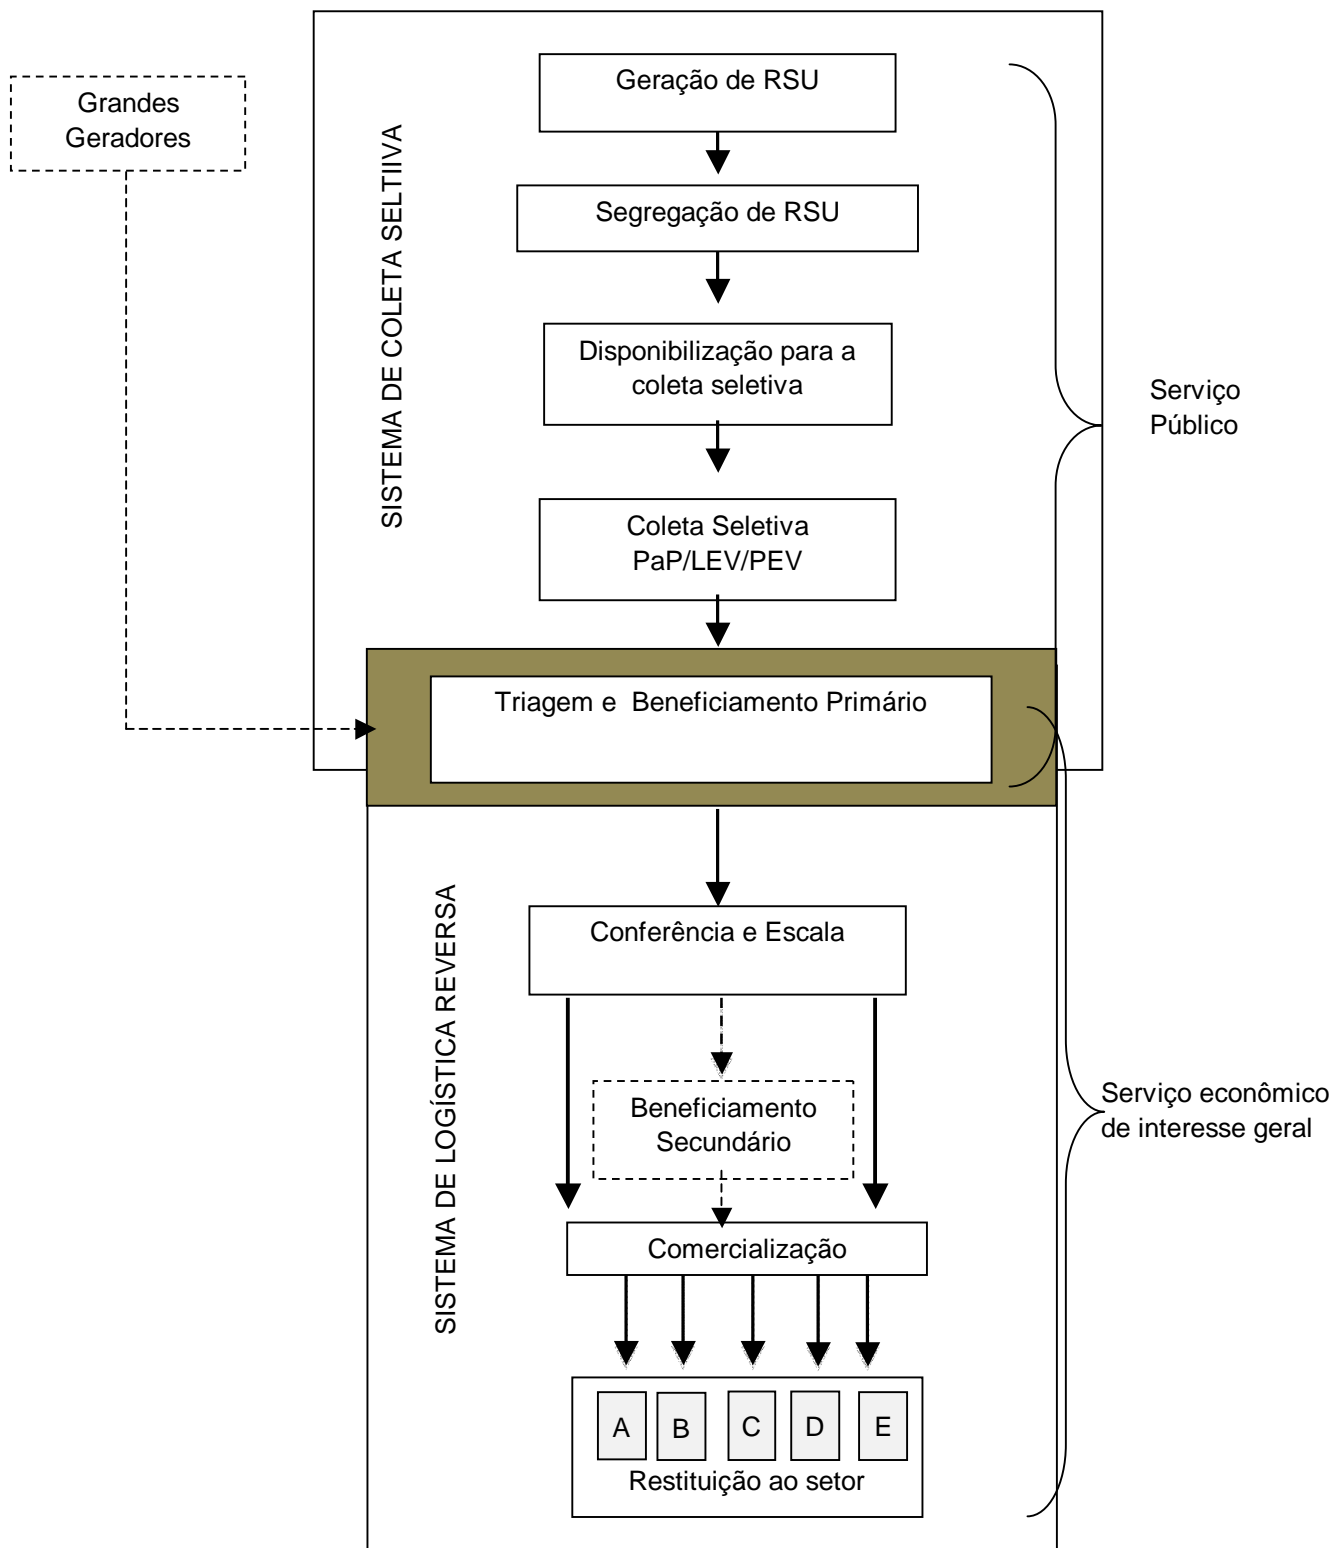 Grandes
Geradores
SISTEMA DE COLETA SELTIIVA
Geração de RSU
Segregação de RSU
Disponibilização para a
coleta seletiva
Coleta Seletiva
PaP/LEV/PEV
Serviço
Público
Triagem e  Beneficiamento Primário
SISTEMA DE LOGÍSTICA REVERSA
Conferência e Escala
Beneficiamento
Secundário
Serviço econômico
de interesse geral
Comercialização
A B C D E
Restituição ao setor